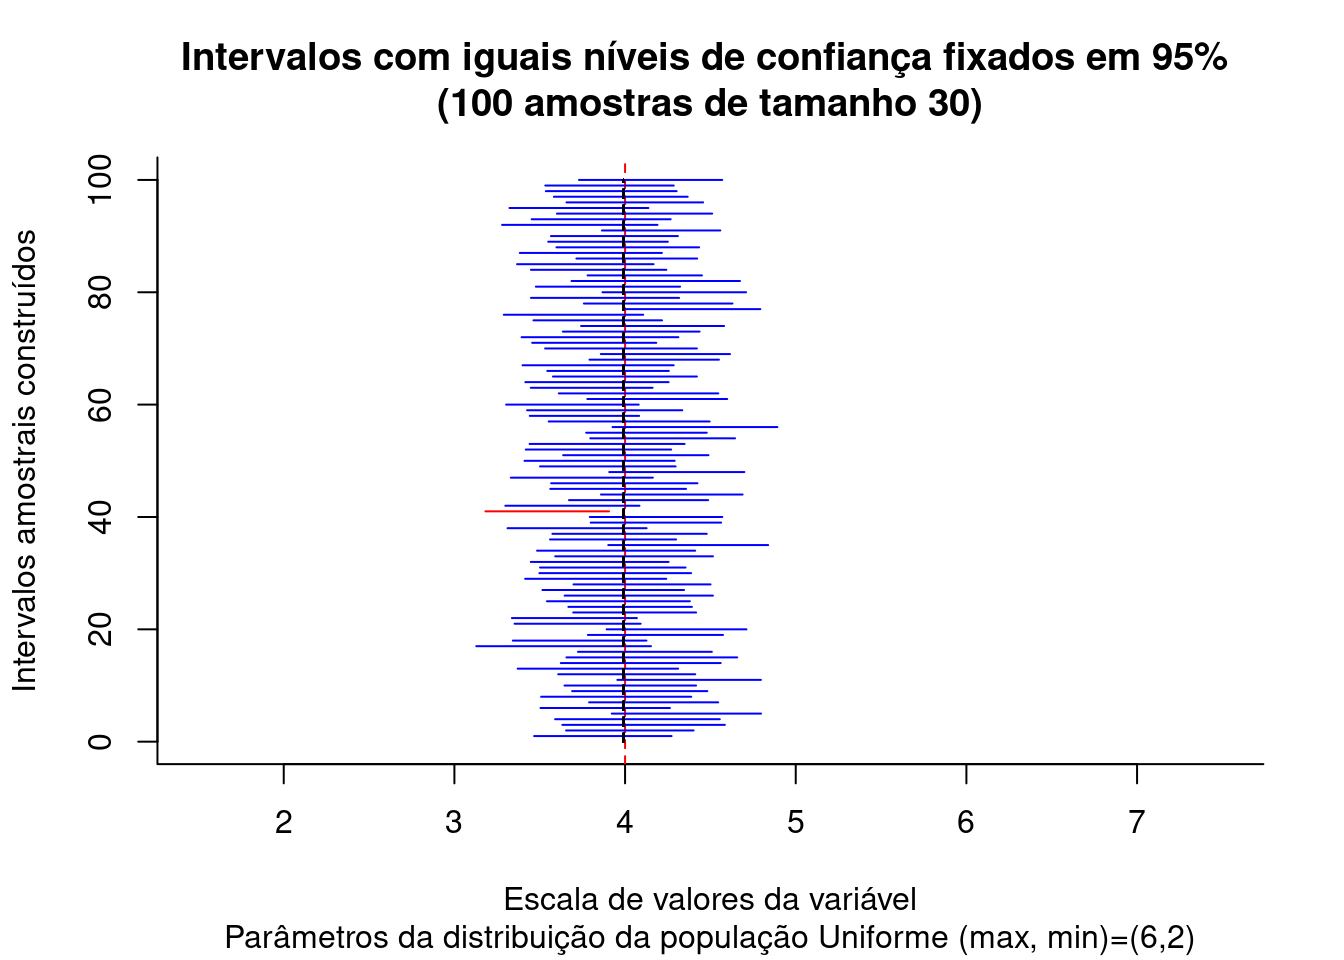 Intervalos com iguais níveis de confiança fixados em 95%
(100 amostras de tamanho 30)
Intervalos amostrais construídos
100
80
60
40
20
0
2 3 4 5 6 7
Escala de valores da variável
Parâmetros da distribuição da população Uniforme (max, min)=(6,2)